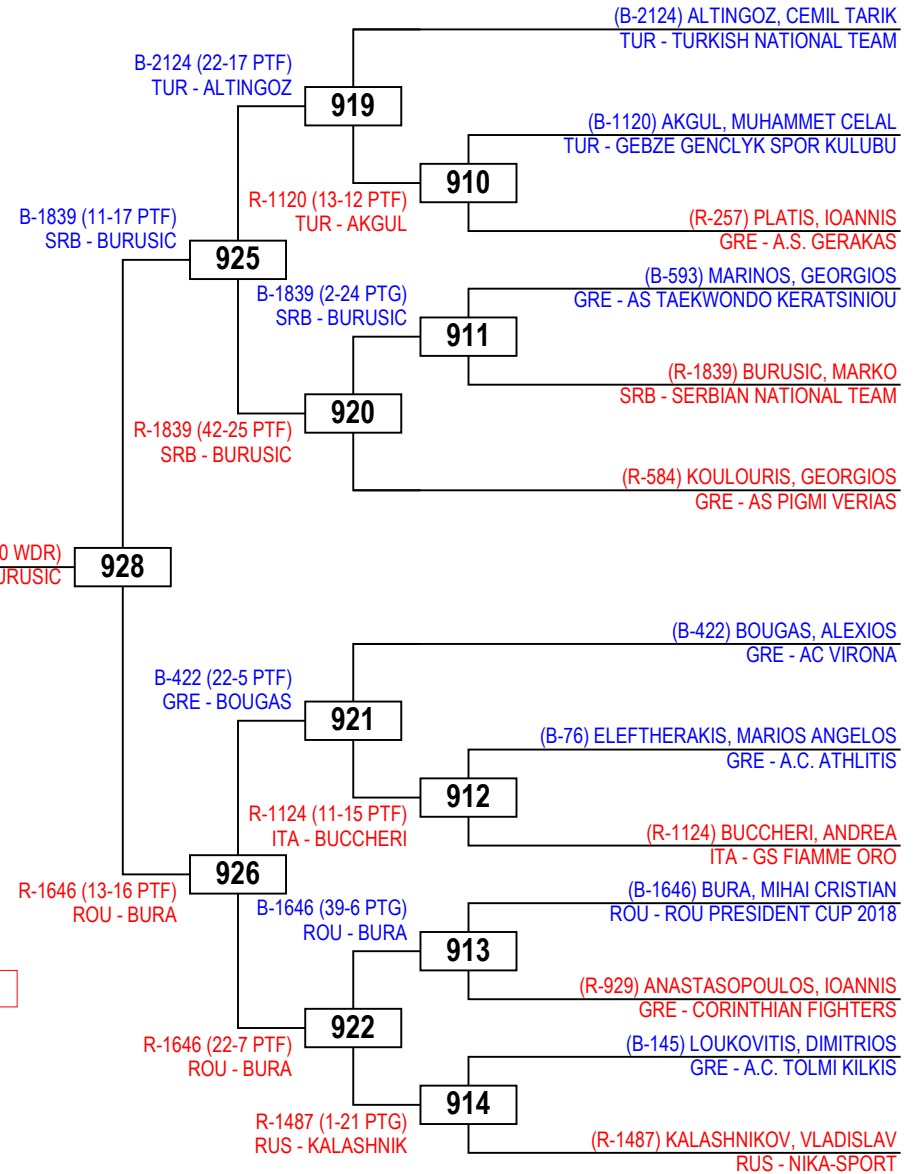 (B-2124) ALTINGOZ, CEMIL TARIK
TUR - TURKISH NATIONAL TEAM
B-2124 (22-17 PTF)
TUR - ALTINGOZ
919
(B-1120) AKGUL, MUHAMMET CELAL
TUR - GEBZE GENCLYK SPOR KULUBU
910
R-1120 (13-12 PTF)
TUR - AKGUL
(R-257) PLATIS, IOANNIS
GRE - A.S. GERAKAS
B-1839 (11-17 PTF)
SRB - BURUSIC
925
(B-593) MARINOS, GEORGIOS
GRE - AS TAEKWONDO KERATSINIOU
B-1839 (2-24 PTG)
SRB - BURUSIC
911
(R-1839) BURUSIC, MARKO
SRB - SERBIAN NATIONAL TEAM
920
R-1839 (42-25 PTF)
SRB - BURUSIC
(R-584) KOULOURIS, GEORGIOS
GRE - AS PIGMI VERIAS
0 WDR)
URUSIC
928
(B-422) BOUGAS, ALEXIOS
GRE - AC VIRONA
B-422 (22-5 PTF)
GRE - BOUGAS
921
(B-76) ELEFTHERAKIS, MARIOS ANGELOS
GRE - A.C. ATHLITIS
912
R-1124 (11-15 PTF)
ITA - BUCCHERI
(R-1124) BUCCHERI, ANDREA
ITA - GS FIAMME ORO
926
R-1646 (13-16 PTF)
ROU - BURA
(B-1646) BURA, MIHAI CRISTIAN
ROU - ROU PRESIDENT CUP 2018
B-1646 (39-6 PTG)
ROU - BURA
913
(R-929) ANASTASOPOULOS, IOANNIS
GRE - CORINTHIAN FIGHTERS
922
R-1646 (22-7 PTF)
ROU - BURA
(B-145) LOUKOVITIS, DIMITRIOS
GRE - A.C. TOLMI KILKIS
914
R-1487 (1-21 PTG)
RUS - KALASHNIK
(R-1487) KALASHNIKOV, VLADISLAV
RUS - NIKA-SPORT